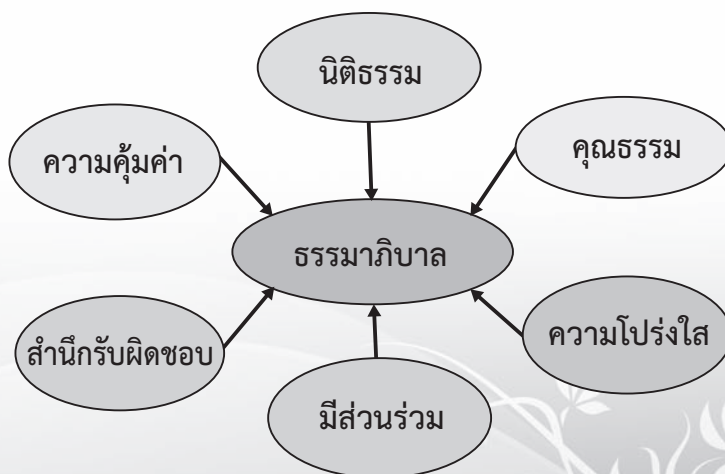 นิติธรรม
ความคุ้มค่า
คุณธรรม
ธรรมาภิบาล
สำนึกรับผิดชอบ
ความโปร่งใส
มีส่วนร่วม